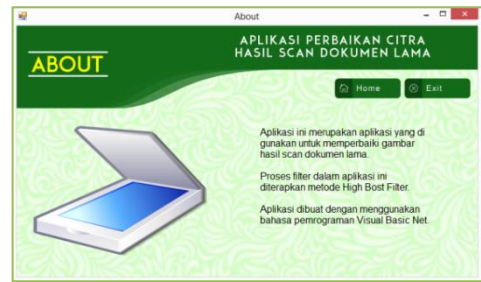 About
ABOUT
APLIKASI PERBAIKAN CITRA
HASIL SCAN DOKUMEN LAMA
Home
Exit
Aplikasi ini merupakan aplikasi yang di
gunakan untuk memperbaiki gambar
hasil scan dokumen lama.
Proses filter dalam aplikasi ini
diterapkan metode High Bost Filter.
Aplikasi dibuat dengan menggunakan
bahasa pemrograman Visual Basic Net.